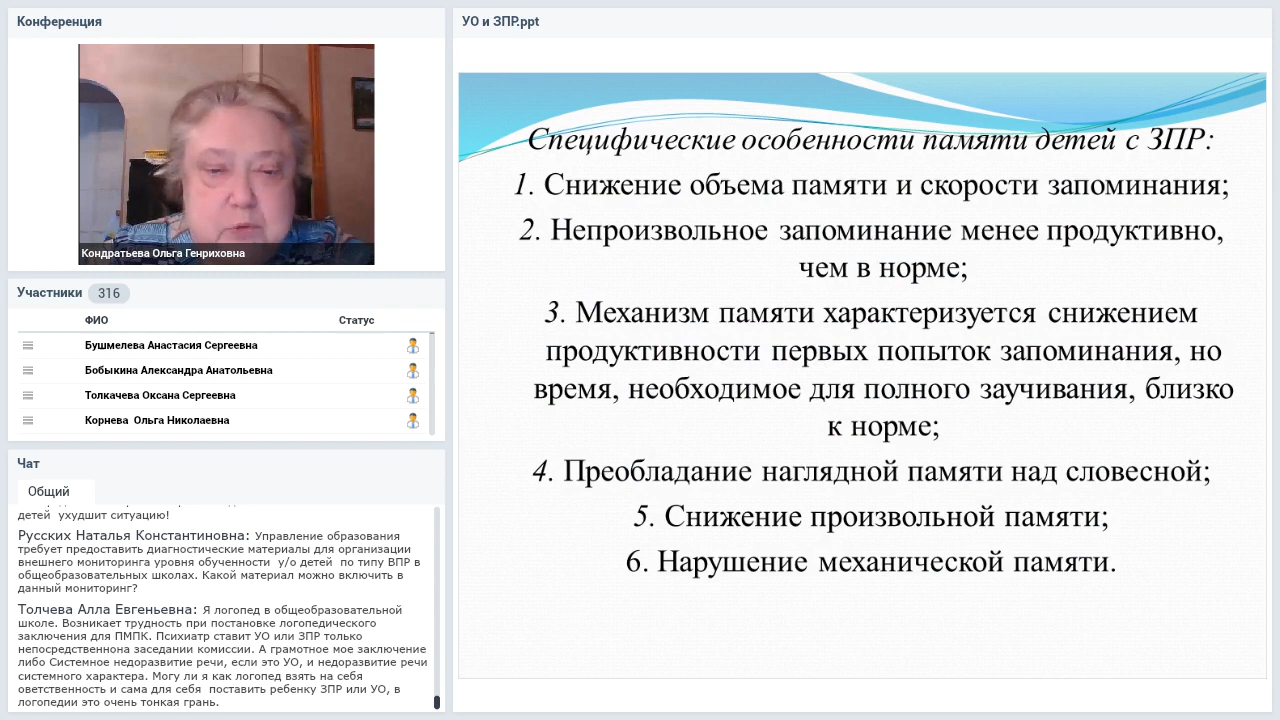 Конференция
Кондратьева Ольга Генриховна
Участники 316
ФИО Статус
Бушмелева Анастасия Сергеевна
Бобыкина Александра Анатольевна
Толкачева Оксана Сергеевна
Корнева Ольга Николаевна
Чат
Общий
детей ухудшит ситуацию!
Русских Наталья Константиновна: Управление образования
требует предоставить диагностические материалы для организации
внешнего мониторинга уровня обученности у/о детей по типу ВПР в
общеобразовательных школах. Какой материал можно включить в
данный мониторинг?
Толчева Алла Евгеньевна: Я логопед в общеобразовательной
школе. Возникает трудность при постановке логопедического
заключения для ПМПК. Психиатр ставит УО или ЗПР только
непосредственнона заседании комиссии. А грамотное мое заключение
либо Системное недоразвитие речи, если это УО, и недоразвитие речи
системного характера. Могу ли я как логопед взять на себя
оветственность и сама для себя поставить ребенку ЗПР или УО, в
логопедии это очень тонкая грань.
УО и ЗПР.ppt
Специфические особенности памяти детей с ЗПР:
1. Снижение объема памяти и скорости запоминания;
2. Непроизвольное запоминание менее продуктивно,
чем в норме;
3. Механизм памяти характеризуется снижением
продуктивности первых попыток запоминания, но
время, необходимое для полного заучивания, близко
к норме;
4. Преобладание наглядной памяти над словесной;
5. Снижение произвольной памяти;
6. Нарушение механической памяти.